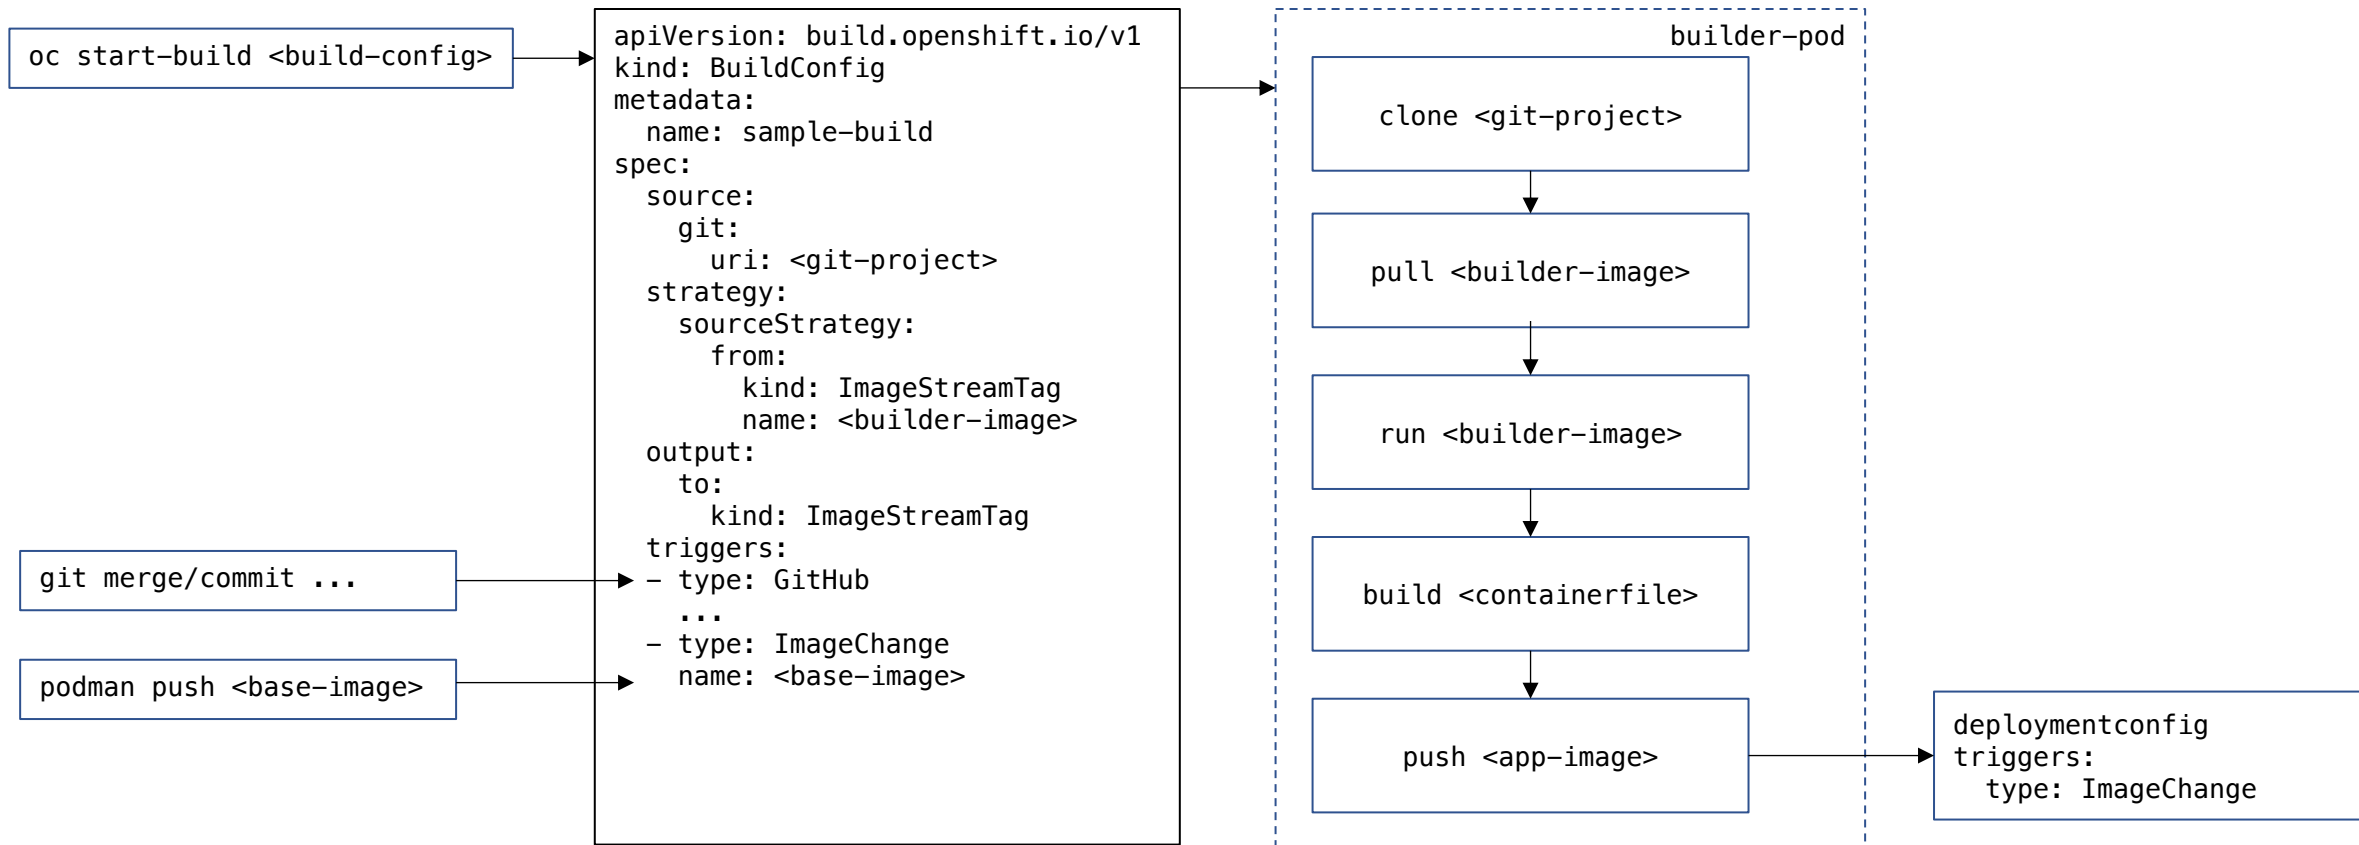 oc start-build <build-config>
git merge/commit ...
podman push <base-image>
apiVersion: build.openshift.io/v1
kind: BuildConfig
metadata:
  name: sample-build
spec:
  source:
    git:
      uri: <git-project>
  strategy:
    sourceStrategy:
      from:
        kind: ImageStreamTag
        name: <builder-image>
  output:
    to:
      kind: ImageStreamTag
  triggers:
  - type: GitHub
    ...
  - type: ImageChange
    name: <base-image>
builder-pod
clone <git-project>
pull <builder-image>
run <builder-image>
build <containerfile>
push <app-image>
deploymentconfig
triggers:
  type: ImageChange